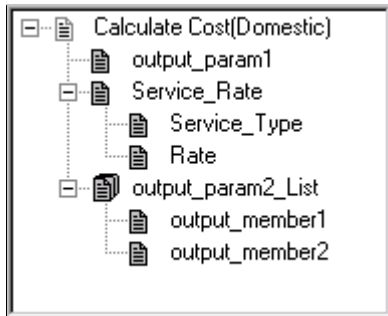 Calculate Cost(Domestic)
output_param1
Service_Rate
Service_Type
Rate
output_param2_List
output_member1
output_member2